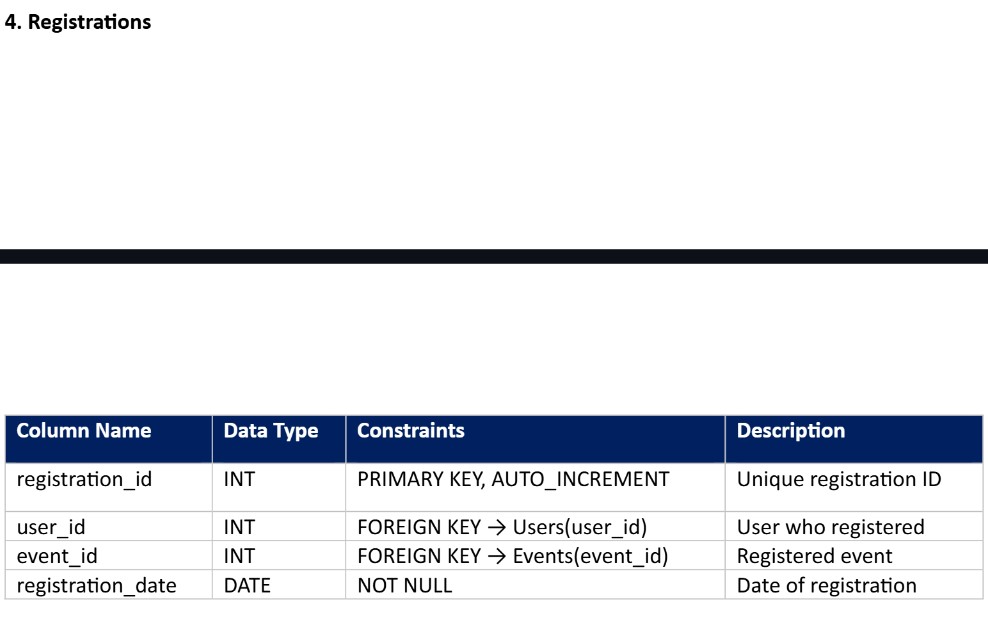 4. Registrations
Column Name Data Type Constraints Description
registration_id INT PRIMARY KEY, AUTO_INCREMENT Unique registration ID
user_id INT FOREIGN KEY → Users(user_id) User who registered
event_id INT FOREIGN KEY → Events(event_id) Registered event
registration_date DATE NOT NULL Date of registration